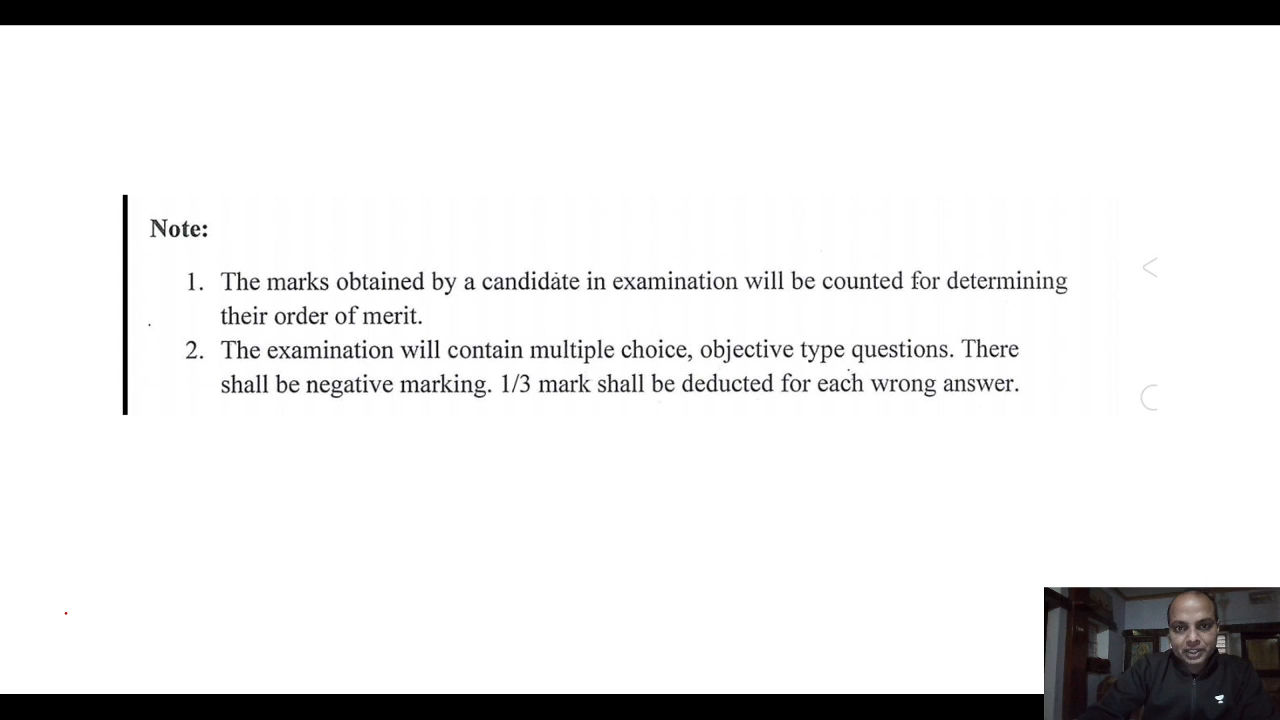 Note:
1. The marks obtained by a candidate in examination will be counted for determining
their order of merit.
2. The examination will contain multiple choice, objective type questions. There
shall be negative marking. 1/3 mark shall be deducted for each wrong answer.